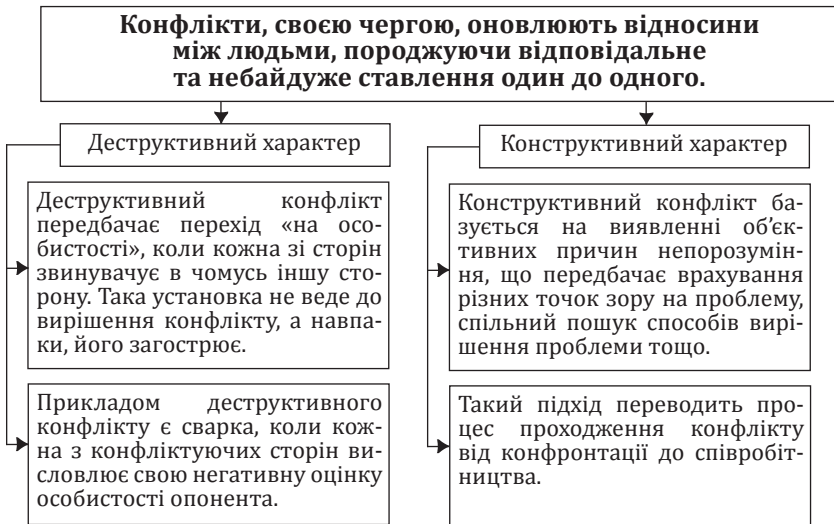 Конфлікти, своєю чергою, оновлюють відносини
між людьми, породжуючи відповідальне
та небайдуже ставлення один до одного.
Деструктивний характер
Деструктивний конфлікт
передбачає перехід «на осо-
бистості», коли кожна зі сторін
звинувачує в чомусь іншу сто-
рону. Така установка не веде до
вирішення конфлікту, а навпа-
ки, його загострює.
Прикладом деструктивного
конфлікту є сварка, коли кож-
на з конфліктуючих сторін ви-
словлює свою негативну оцінку
особистості опонента.
Конструктивний характер
Конструктивний конфлікт ба-
зується на виявленні об’єк-
тивних причин непорозумін-
ня, що передбачає врахування
різних точок зору на проблему,
спільний пошук способів вирі-
шення проблеми тощо.
Такий підхід переводить про-
цес проходження конфлікту
від конфронтації до співробіт-
ництва.